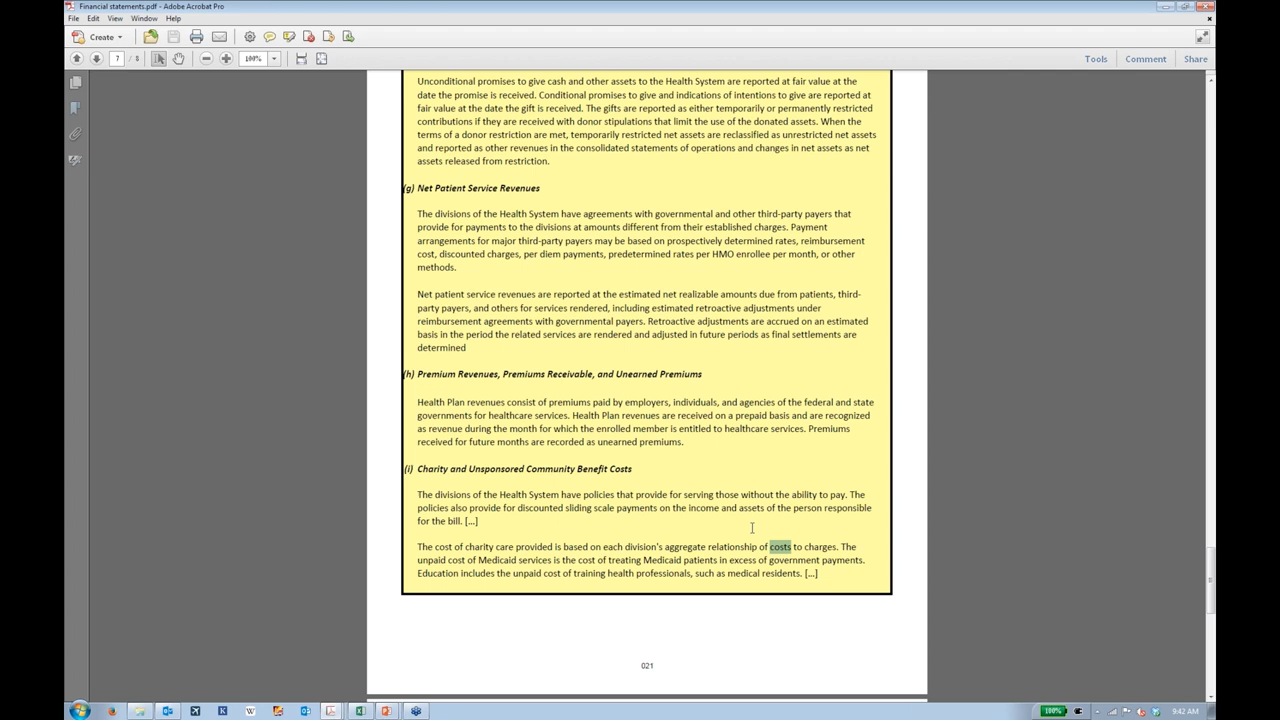 Financial statements.pdf - Adobe Acrobat Pro
File Edit View Window Help
Create
7 / 8 100% Tools Comment Share
Unconditional promises to give cash and other assets to the Health System are reported at fair value at the
date the promise is received. Conditional promises to give and indications of intentions to give are reported at
fair value at the date the gift is received. The gifts are reported as either temporarily or permanently restricted
contributions if they are received with donor stipulations that limit the use of the donated assets. When the
terms of a donor restriction are met, temporarily restricted net assets are reclassified as unrestricted net assets
and reported as other revenues in the consolidated statements of operations and changes in net assets as net
assets released from restriction.
(g) Net Patient Service Revenues
The divisions of the Health System have agreements with governmental and other third-party payers that
provide for payments to the divisions at amounts different from their established charges. Payment
arrangements for major third-party payers may be based on prospectively determined rates, reimbursement
cost, discounted charges, per diem payments, predetermined rates per HMO enrollee per month, or other
methods.
Net patient service revenues are reported at the estimated net realizable amounts due from patients, third-
party payers, and others for services rendered, including estimated retroactive adjustments under
reimbursement agreements with governmental payers. Retroactive adjustments are accrued on an estimated
basis in the period the related services are rendered and adjusted in future periods as final settlements are
determined
(h) Premium Revenues, Premiums Receivable, and Unearned Premiums
Health Plan revenues consist of premiums paid by employers, individuals, and agencies of the federal and state
governments for healthcare services. Health Plan revenues are received on a prepaid basis and are recognized
as revenue during the month for which the enrolled member is entitled to healthcare services. Premiums
received for future months are recorded as unearned premiums.
(i) Charity and Unsponsored Community Benefit Costs
The divisions of the Health System have policies that provide for serving those without the ability to pay. The
policies also provide for discounted sliding scale payments on the income and assets of the person responsible
for the bill. [...]
The cost of charity care provided is based on each division's aggregate relationship of costs to charges. The
unpaid cost of Medicaid services is the cost of treating Medicaid patients in excess of government payments.
Education includes the unpaid cost of training health professionals, such as medical residents. [...]
021
100% 9:42 AM